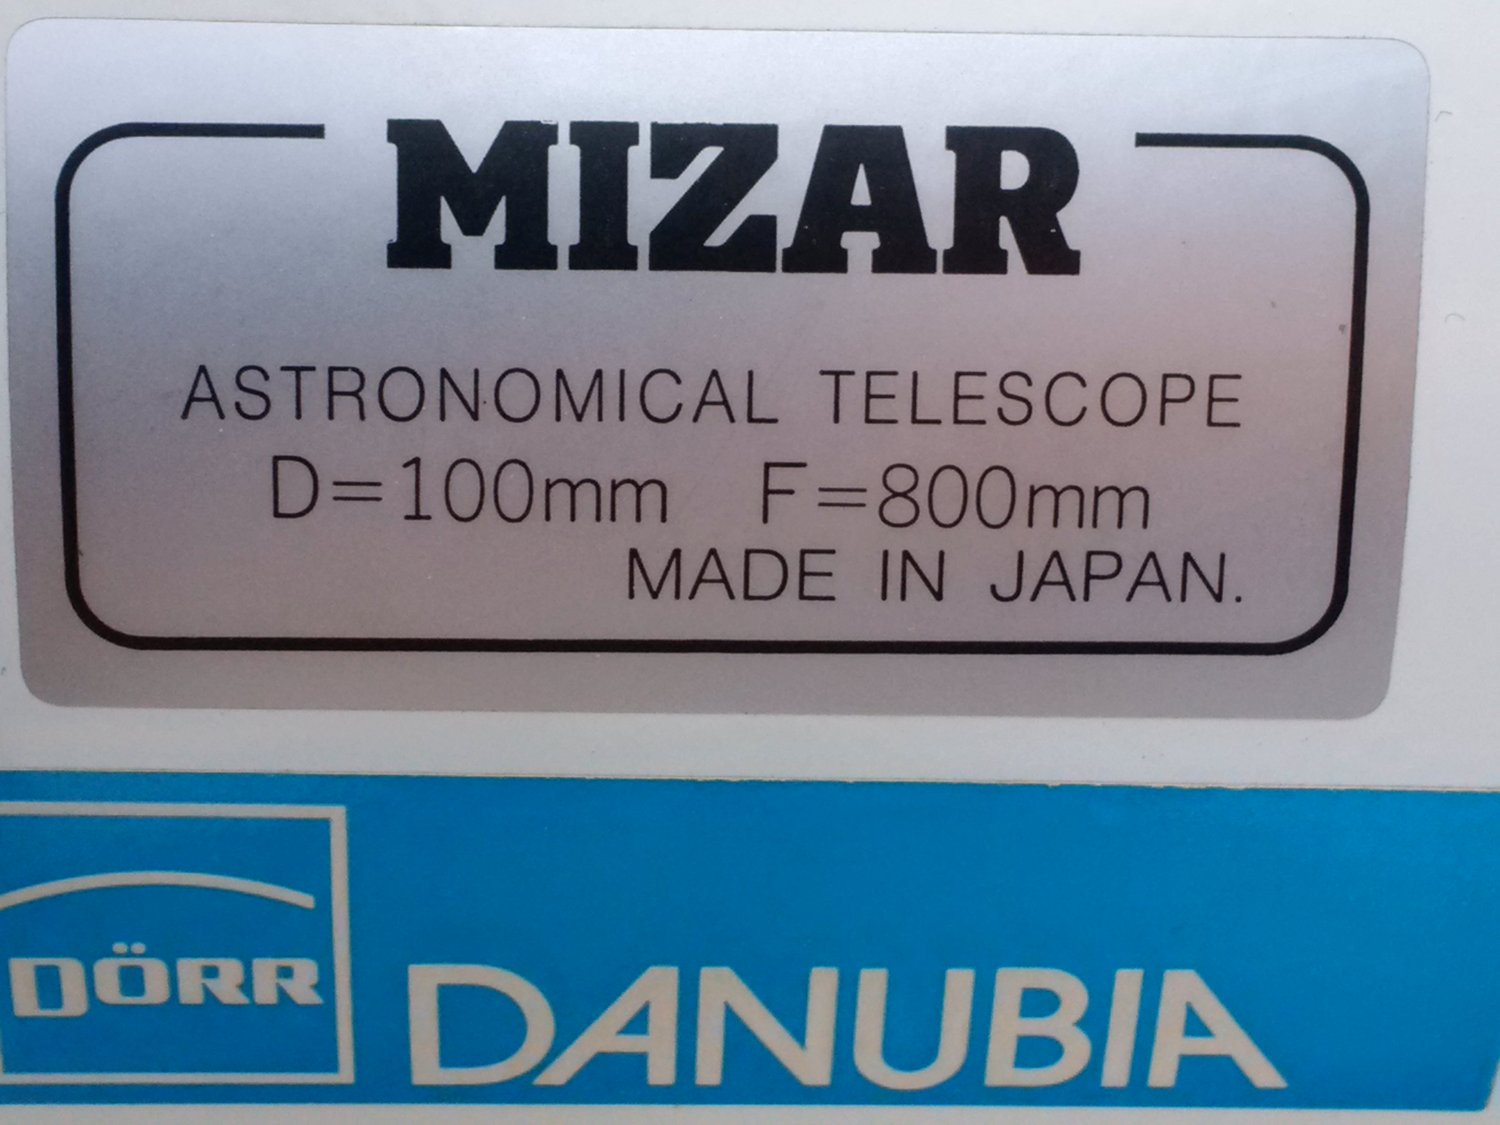 MIZAR
ASTRONOMICAL TELESCOPE
D=100mm F=800mm
MADE IN JAPAN.
DÖRR DANUBIA